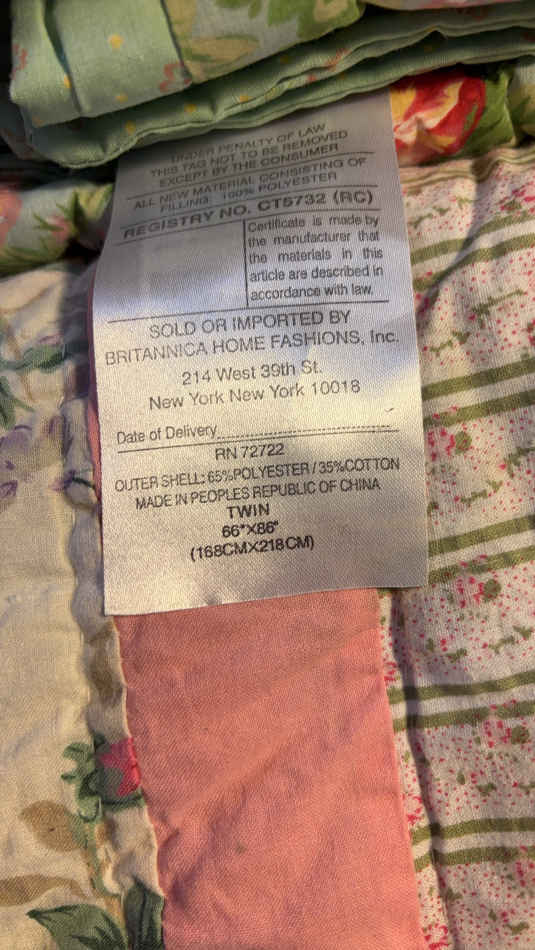 UNDER PENALTY OF LAW
THIS TAG NOT TO BE REMOVED
EXCEPT BY THE CONSUMER
ALL NEW MATERIAL CONSISTING OF
FILLING: 100% POLYESTER
REGISTRY NO. CT5732 (RC)
Certificate is made by
the manufacturer that
the materials in this
article are described in
accordance with law.
SOLD OR IMPORTED BY
BRITANNICA HOME FASHIONS, Inc.
214 West 39th St.
New York New York 10018
Date of Delivery
RN 72722
OUTER SHELL: 65%POLYESTER / 35%COTTON
MADE IN PEOPLES REPUBLIC OF CHINA
TWIN
66"X86"
(168CMX218CM)